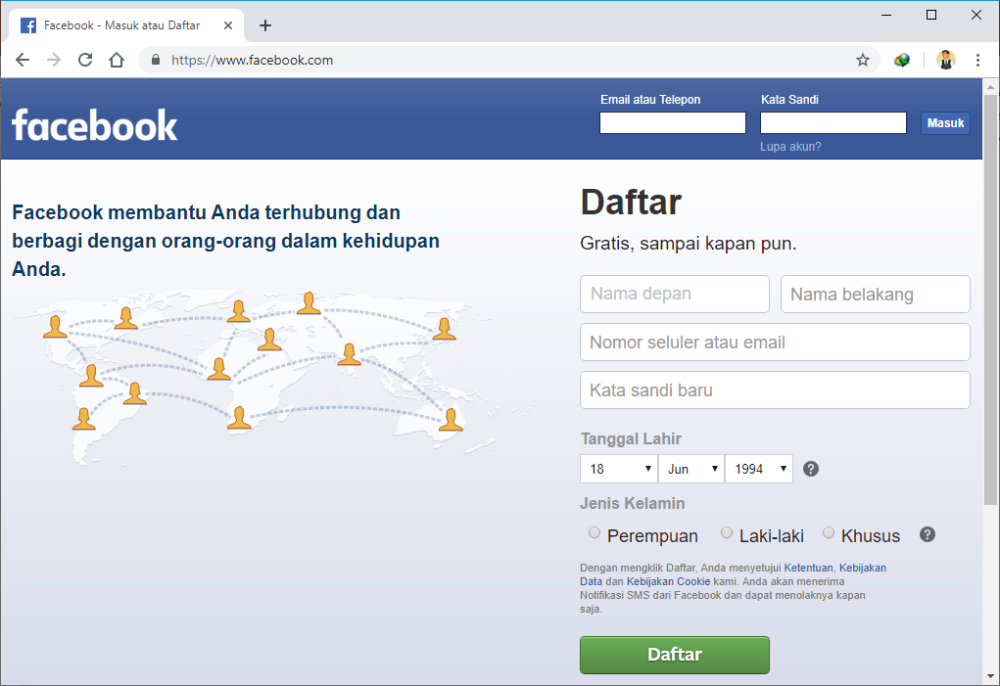 Facebook - Masuk atau Daftar
https://www.facebook.com
facebook
Email atau Telepon
Kata Sandi
Masuk
Lupa akun?
Facebook membantu Anda terhubung dan
berbagi dengan orang-orang dalam kehidupan
Anda.
Daftar
Gratis, sampai kapan pun.
Nama depan
Nama belakang
Nomor seluler atau email
Kata sandi baru
Tanggal Lahir
18 Jun 1994
Jenis Kelamin
Perempuan Laki-laki Khusus
Dengan mengklik Daftar, Anda menyetujui Ketentuan, Kebijakan
Data dan Kebijakan Cookie kami. Anda akan menerima
Notifikasi SMS dari Facebook dan dapat menolaknya kapan
saja.
Daftar